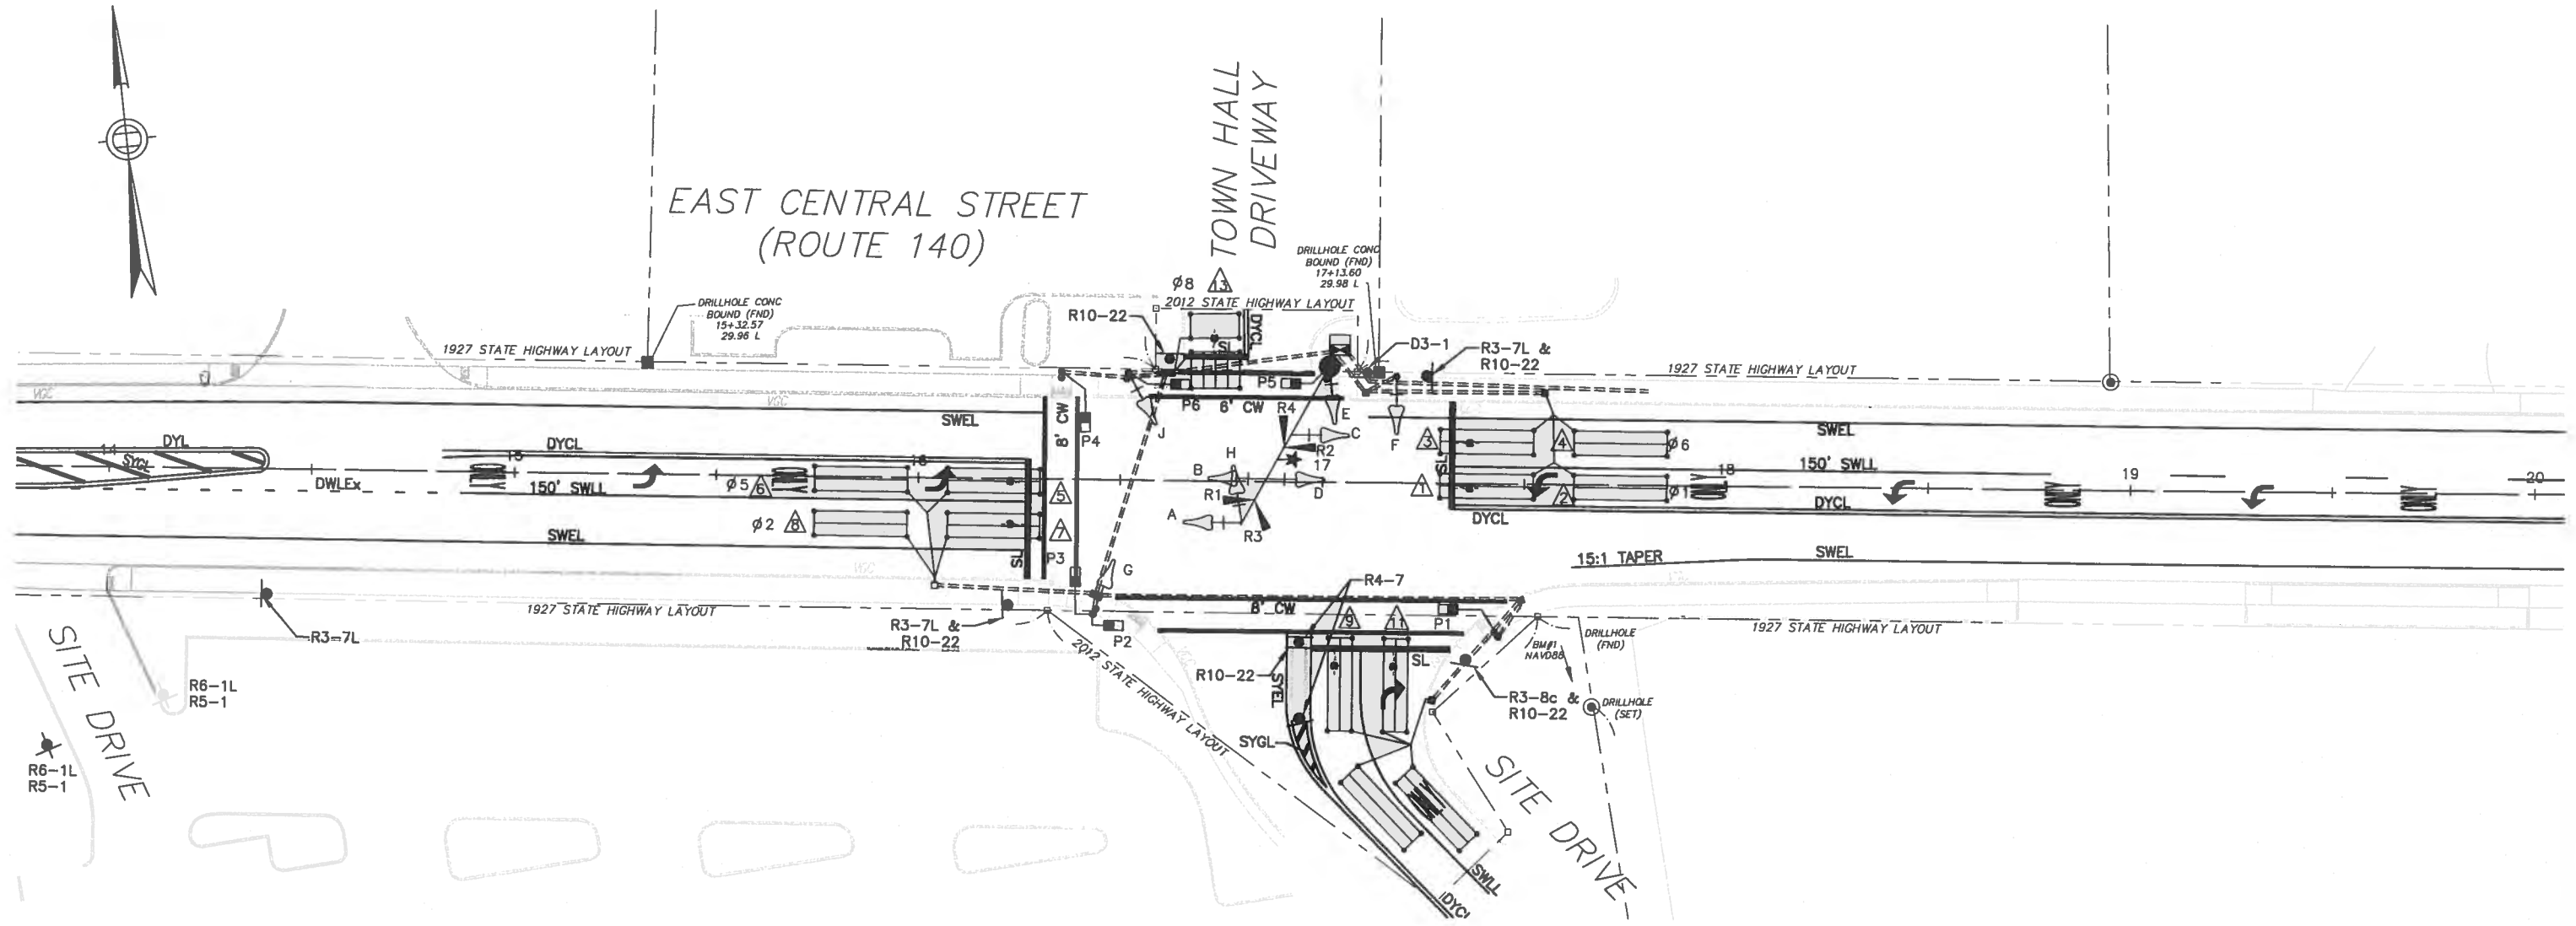 EAST CENTRAL STREET
(ROUTE 140)
TOWN HALL
DRIVEWAY
DRILLHOLE CONC
BOUND (FND)
15+32.57
29.96 L
DRILLHOLE CONC
BOUND (FND)
17+13.60
29.98 L
ø8
13
2012 STATE HIGHWAY LAYOUT
R10-22
SL
DYCL
D3-1
R3-7L &
R10-22
1927 STATE HIGHWAY LAYOUT
1927 STATE HIGHWAY LAYOUT
VGC
VGC
SWEL
8' CW
P4
P6
6' CW
P5
R4
E
J
C
F
R2
3
4
ø6
SWEL
DYL
SYGL
14
DYCL
15
16
DWLEx
150' SWLL
ø5
6
5
B
H
R1
17
D
A
R3
SL
1
2
ø1
150' SWLL
18
19
20
DYCL
DYCL
ø2
8
7
SWEL
SL
P3
VGC
G
15:1 TAPER
SWEL
R4-7
8' CW
9
11
P1
1927 STATE HIGHWAY LAYOUT
R3-7L &
R10-22
P2
R3-7L
2012 STATE HIGHWAY LAYOUT
1927 STATE HIGHWAY LAYOUT
DRILLHOLE
(FND)
BM#1
NAVD88
DRILLHOLE
(SET)
R10-22
SYEL
SL
R3-8c &
R10-22
SYGL
SITE DRIVE
R6-1L
R5-1
R6-1L
R5-1
SITE DRIVE
SWLL
DYCL